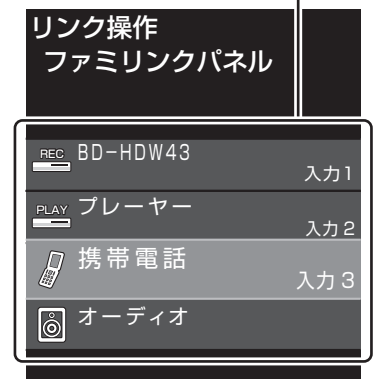 リンク操作
ファミリンクパネル
REC BD-HDW43
入力1
PLAY プレーヤー
入力2
携帯電話
入力3
オーディオ